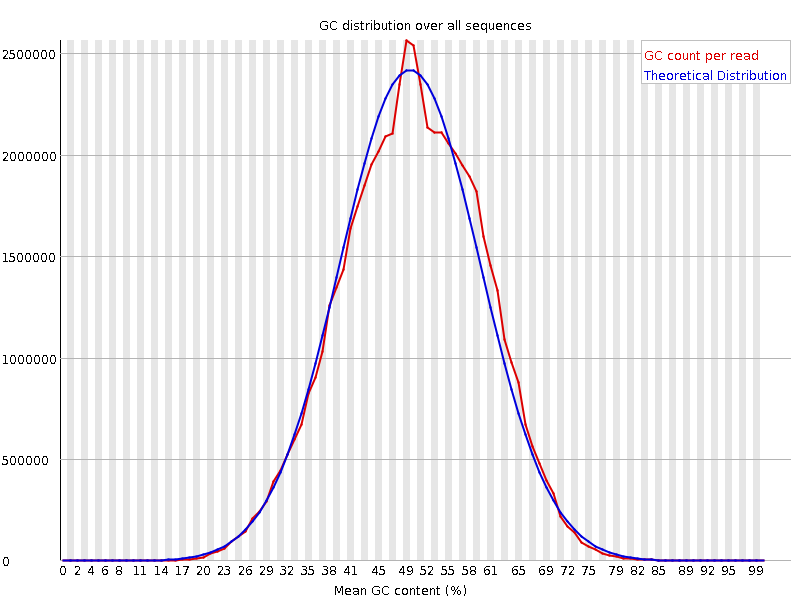 GC distribution over all sequences
GC count per read
Theoretical Distribution
2500000
2000000
1500000
1000000
500000
0
0 2 4 6 8 11 14 17 20 23 26 29 32 35 38 41 45 49 52 55 58 61 65 69 72 75 79 82 85 89 92 95 99
Mean GC content (%)